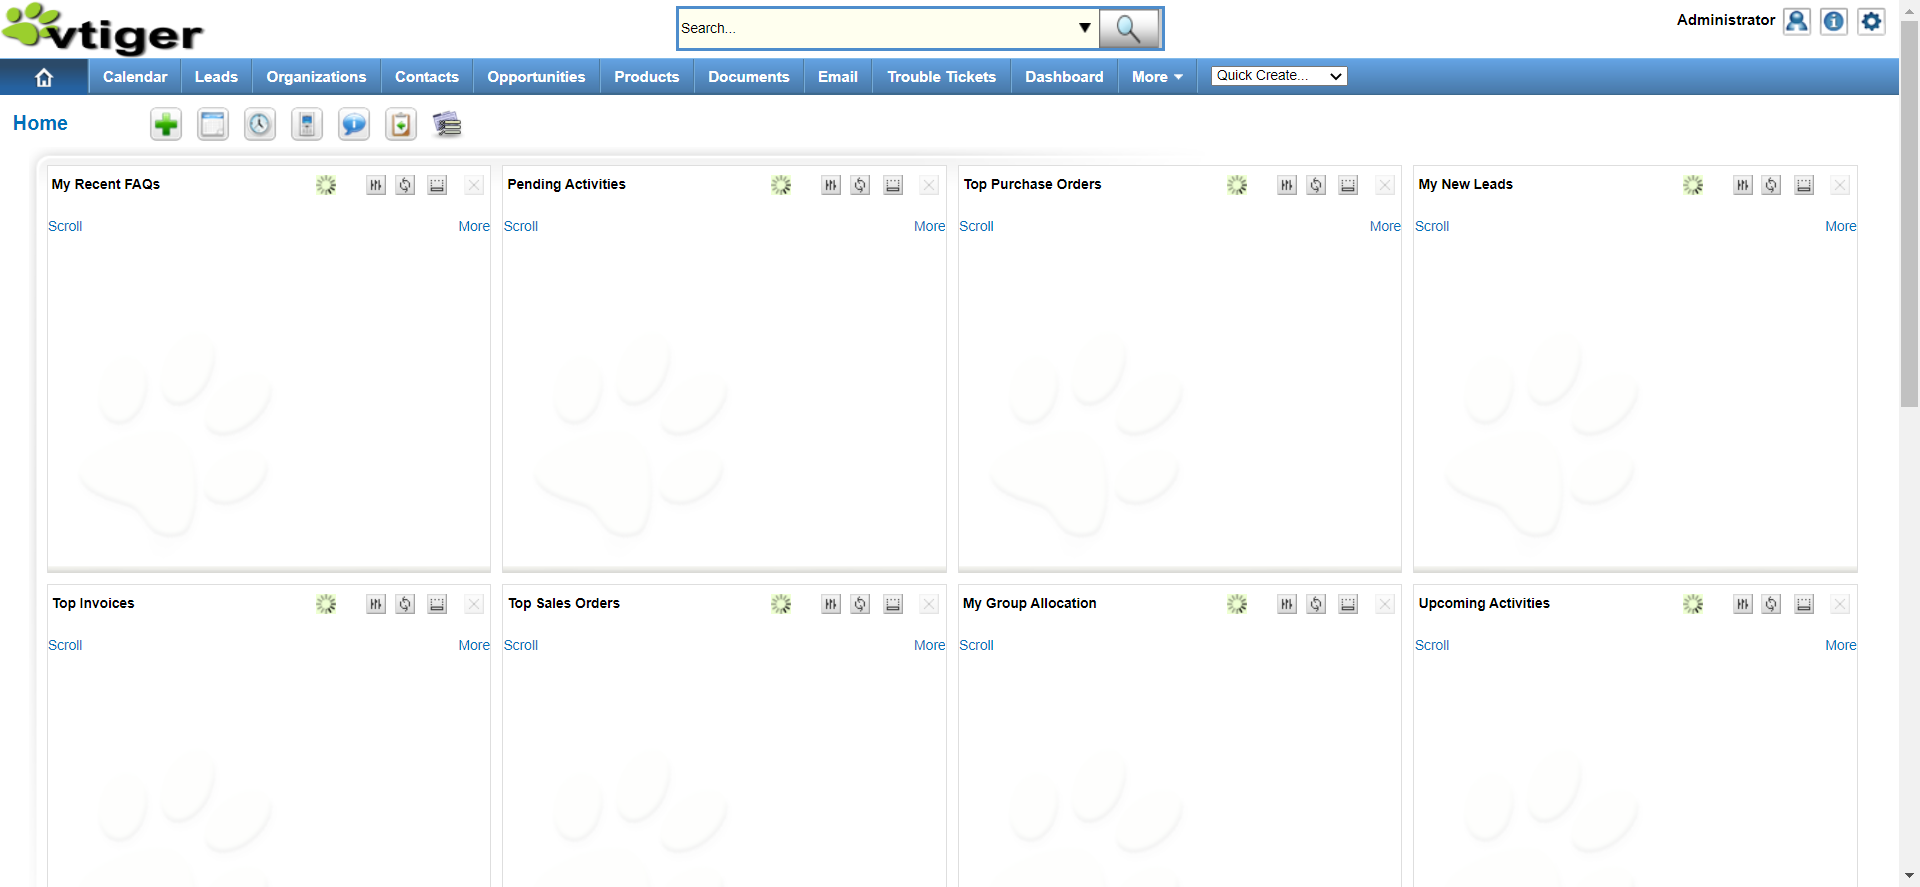 vtiger
Search...
Administrator
Calendar Leads Organizations Contacts Opportunities Products Documents Email Trouble Tickets Dashboard More Quick Create...
Home
My Recent FAQs Pending Activities Top Purchase Orders My New Leads
Scroll More Scroll More Scroll More Scroll More
Top Invoices Top Sales Orders My Group Allocation Upcoming Activities
Scroll More Scroll More Scroll Scroll More